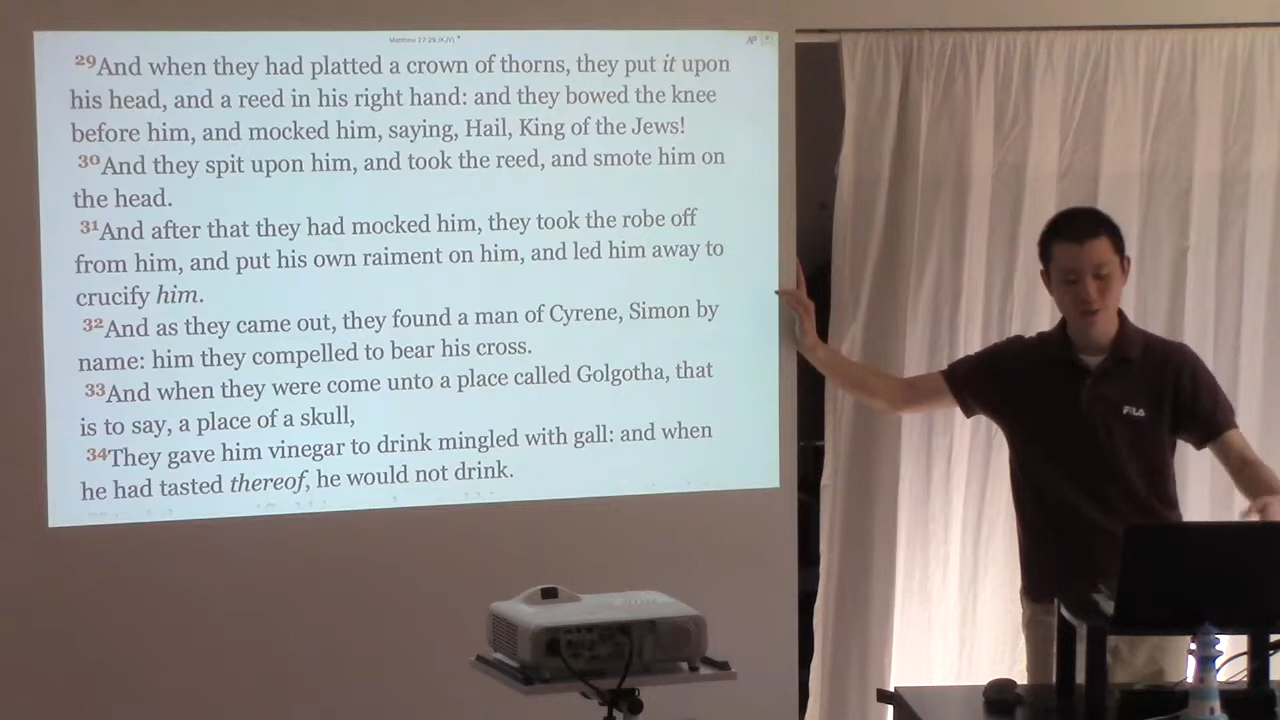 Matthew 27:29 (KJV)
29And when they had platted a crown of thorns, they put it upon
his head, and a reed in his right hand: and they bowed the knee
before him, and mocked him, saying, Hail, King of the Jews!
30And they spit upon him, and took the reed, and smote him on
the head.
31And after that they had mocked him, they took the robe off
from him, and put his own raiment on him, and led him away to
crucify him.
32And as they came out, they found a man of Cyrene, Simon by
name: him they compelled to bear his cross.
33And when they were come unto a place called Golgotha, that
is to say, a place of a skull,
34They gave him vinegar to drink mingled with gall: and when
he had tasted thereof, he would not drink.
FILA